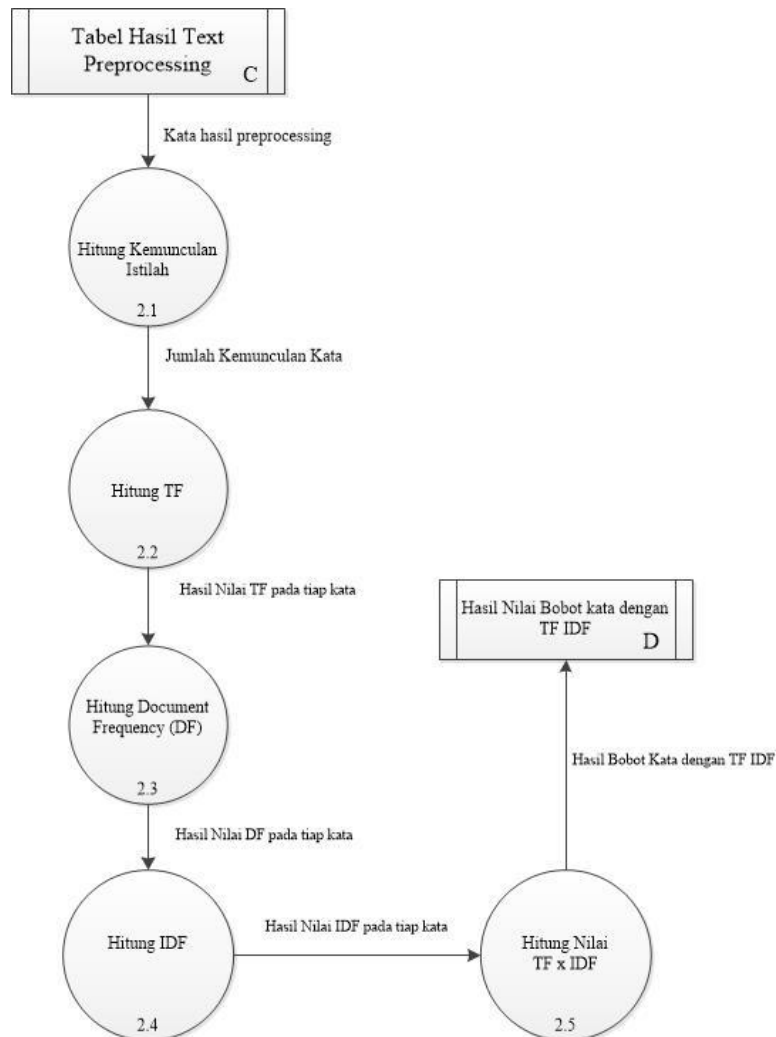 Tabel Hasil Text
Preprocessing
C
Kata hasil preprocessing
Hitung Kemunculan
Istilah
2.1
Jumlah Kemunculan Kata
Hitung TF
2.2
Hasil Nilai TF pada tiap kata
Hitung Document
Frequency (DF)
2.3
Hasil Nilai DF pada tiap kata
Hitung IDF
2.4
Hasil Nilai IDF pada tiap kata
Hitung Nilai
TF x IDF
2.5
Hasil Bobot Kata dengan TF IDF
Hasil Nilai Bobot kata dengan
TF IDF
D